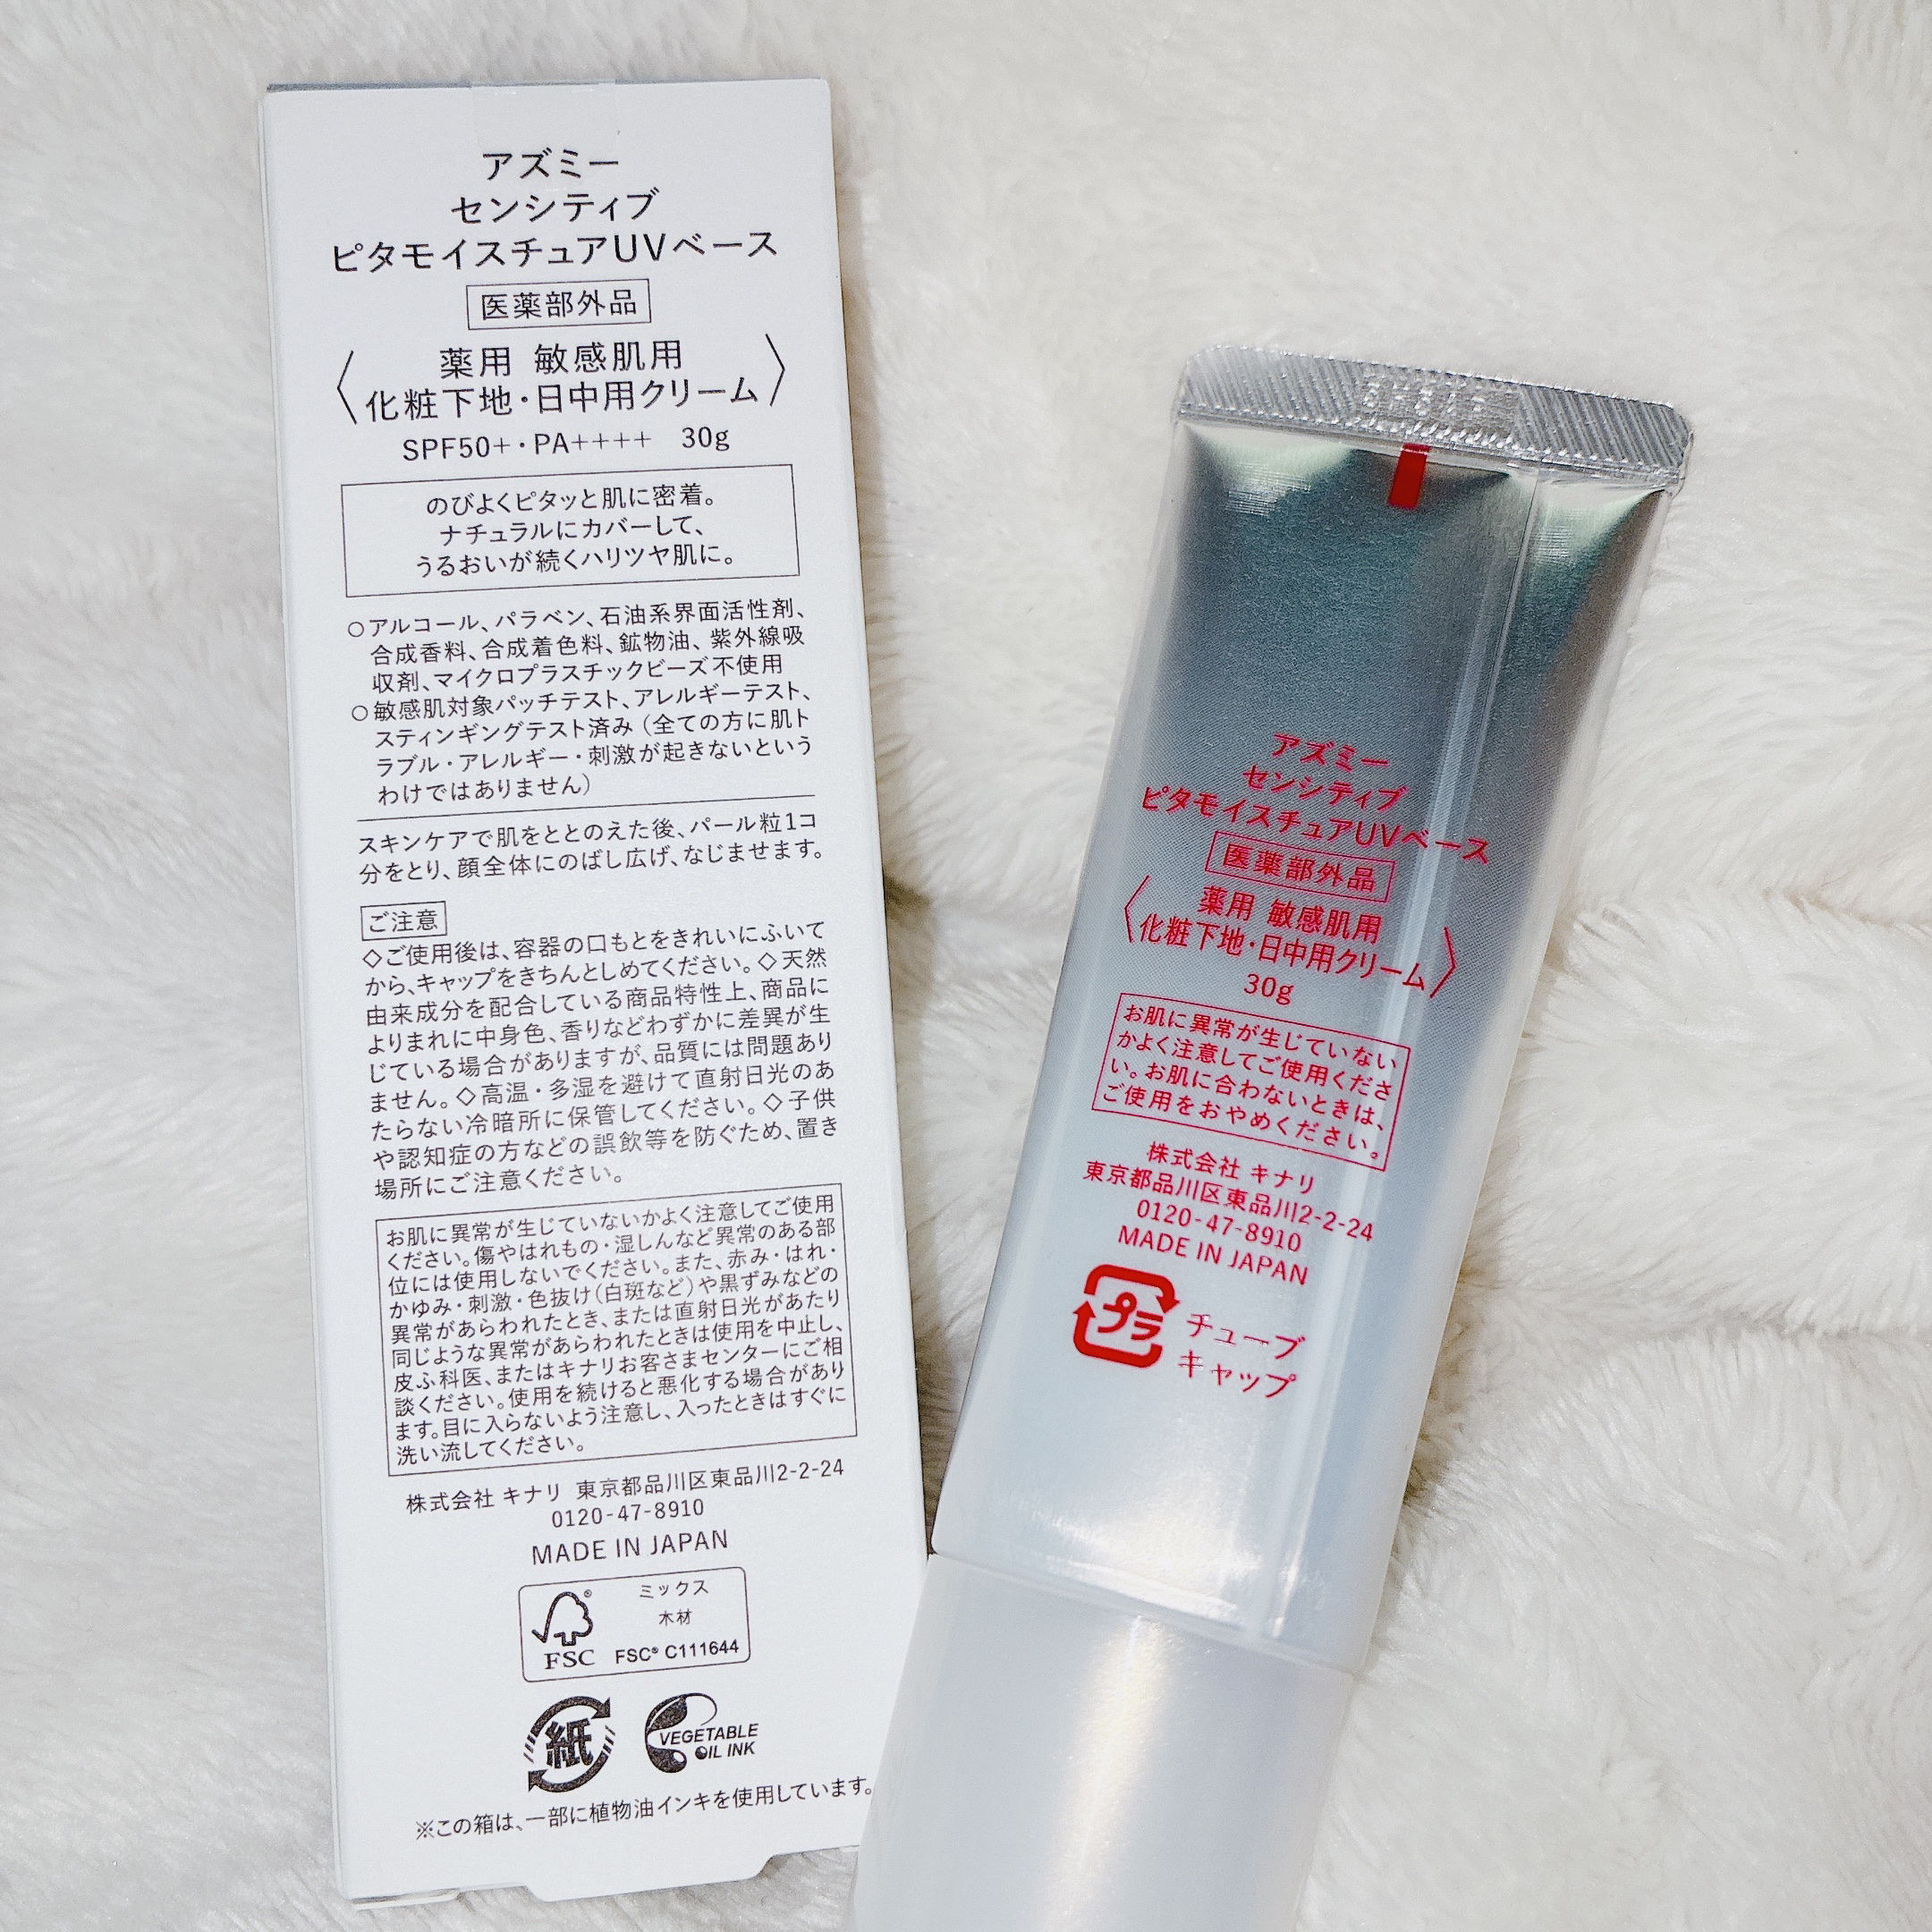 アズミー
センシティブ
ピタモイスチュアUVベース
医薬部外品
〈薬用 敏感肌用
化粧下地・日中用クリーム〉
SPF50+・PA++++ 30g
のびよくピタッと肌に密着。
ナチュラルにカバーして、
うるおいが続くハリツヤ肌に。
○アルコール、パラベン、石油系界面活性剤、
合成香料、合成着色料、鉱物油、紫外線吸
収剤、マイクロプラスチックビーズ不使用
○敏感肌対象パッチテスト、アレルギーテスト、
スティンギングテスト済み（全ての方に肌ト
ラブル・アレルギー・刺激が起きないという
わけではありません）
スキンケアで肌をととのえた後、パール粒1コ
分をとり、顔全体にのばし広げ、なじませます。
ご注意
◇ご使用後は、容器の口もとをきれいにふいて
から、キャップをきちんとしめてください。◇天然
由来成分を配合している商品特性上、商品に
よりまれに中身色、香りなどわずかに差異が生
じている場合がありますが、品質には問題あり
ません。◇高温・多湿を避けて直射日光のあ
たらない冷暗所に保管してください。◇子供
や認知症の方などの誤飲等を防ぐため、置き
場所にご注意ください。
お肌に異常が生じていないかよく注意してご使用
ください。傷やはれもの・湿しんなど異常のある部
位には使用しないでください。また、赤み・はれ・
かゆみ・刺激・色抜け（白斑など）や黒ずみなどの
異常があらわれたとき、または直射日光があたり
同じような異常があらわれたときは使用を中止し、
皮ふ科医、またはキナリお客さまセンターにご相
談ください。使用を続けると悪化する場合があり
ます。目に入らないよう注意し、入ったときはすぐに
洗い流してください。
株式会社 キナリ 東京都品川区東品川2-2-24
0120-47-8910
MADE IN JAPAN
ミックス
木材
FSC® C111644
®
FSC
紙
VEGETABLE
OIL INK
※この箱は、一部に植物油インキを使用しています。
アズミー
センシティブ
ピタモイスチュアUVベース
医薬部外品
〈薬用 敏感肌用
化粧下地・日中用クリーム〉
30g
お肌に異常が生じていない
かよく注意してご使用くださ
い。お肌に合わないときは、
ご使用をおやめください。
株式会社 キナリ
東京都品川区東品川2-2-24
0120-47-8910
MADE IN JAPAN
プラ
チューブ
キャップ